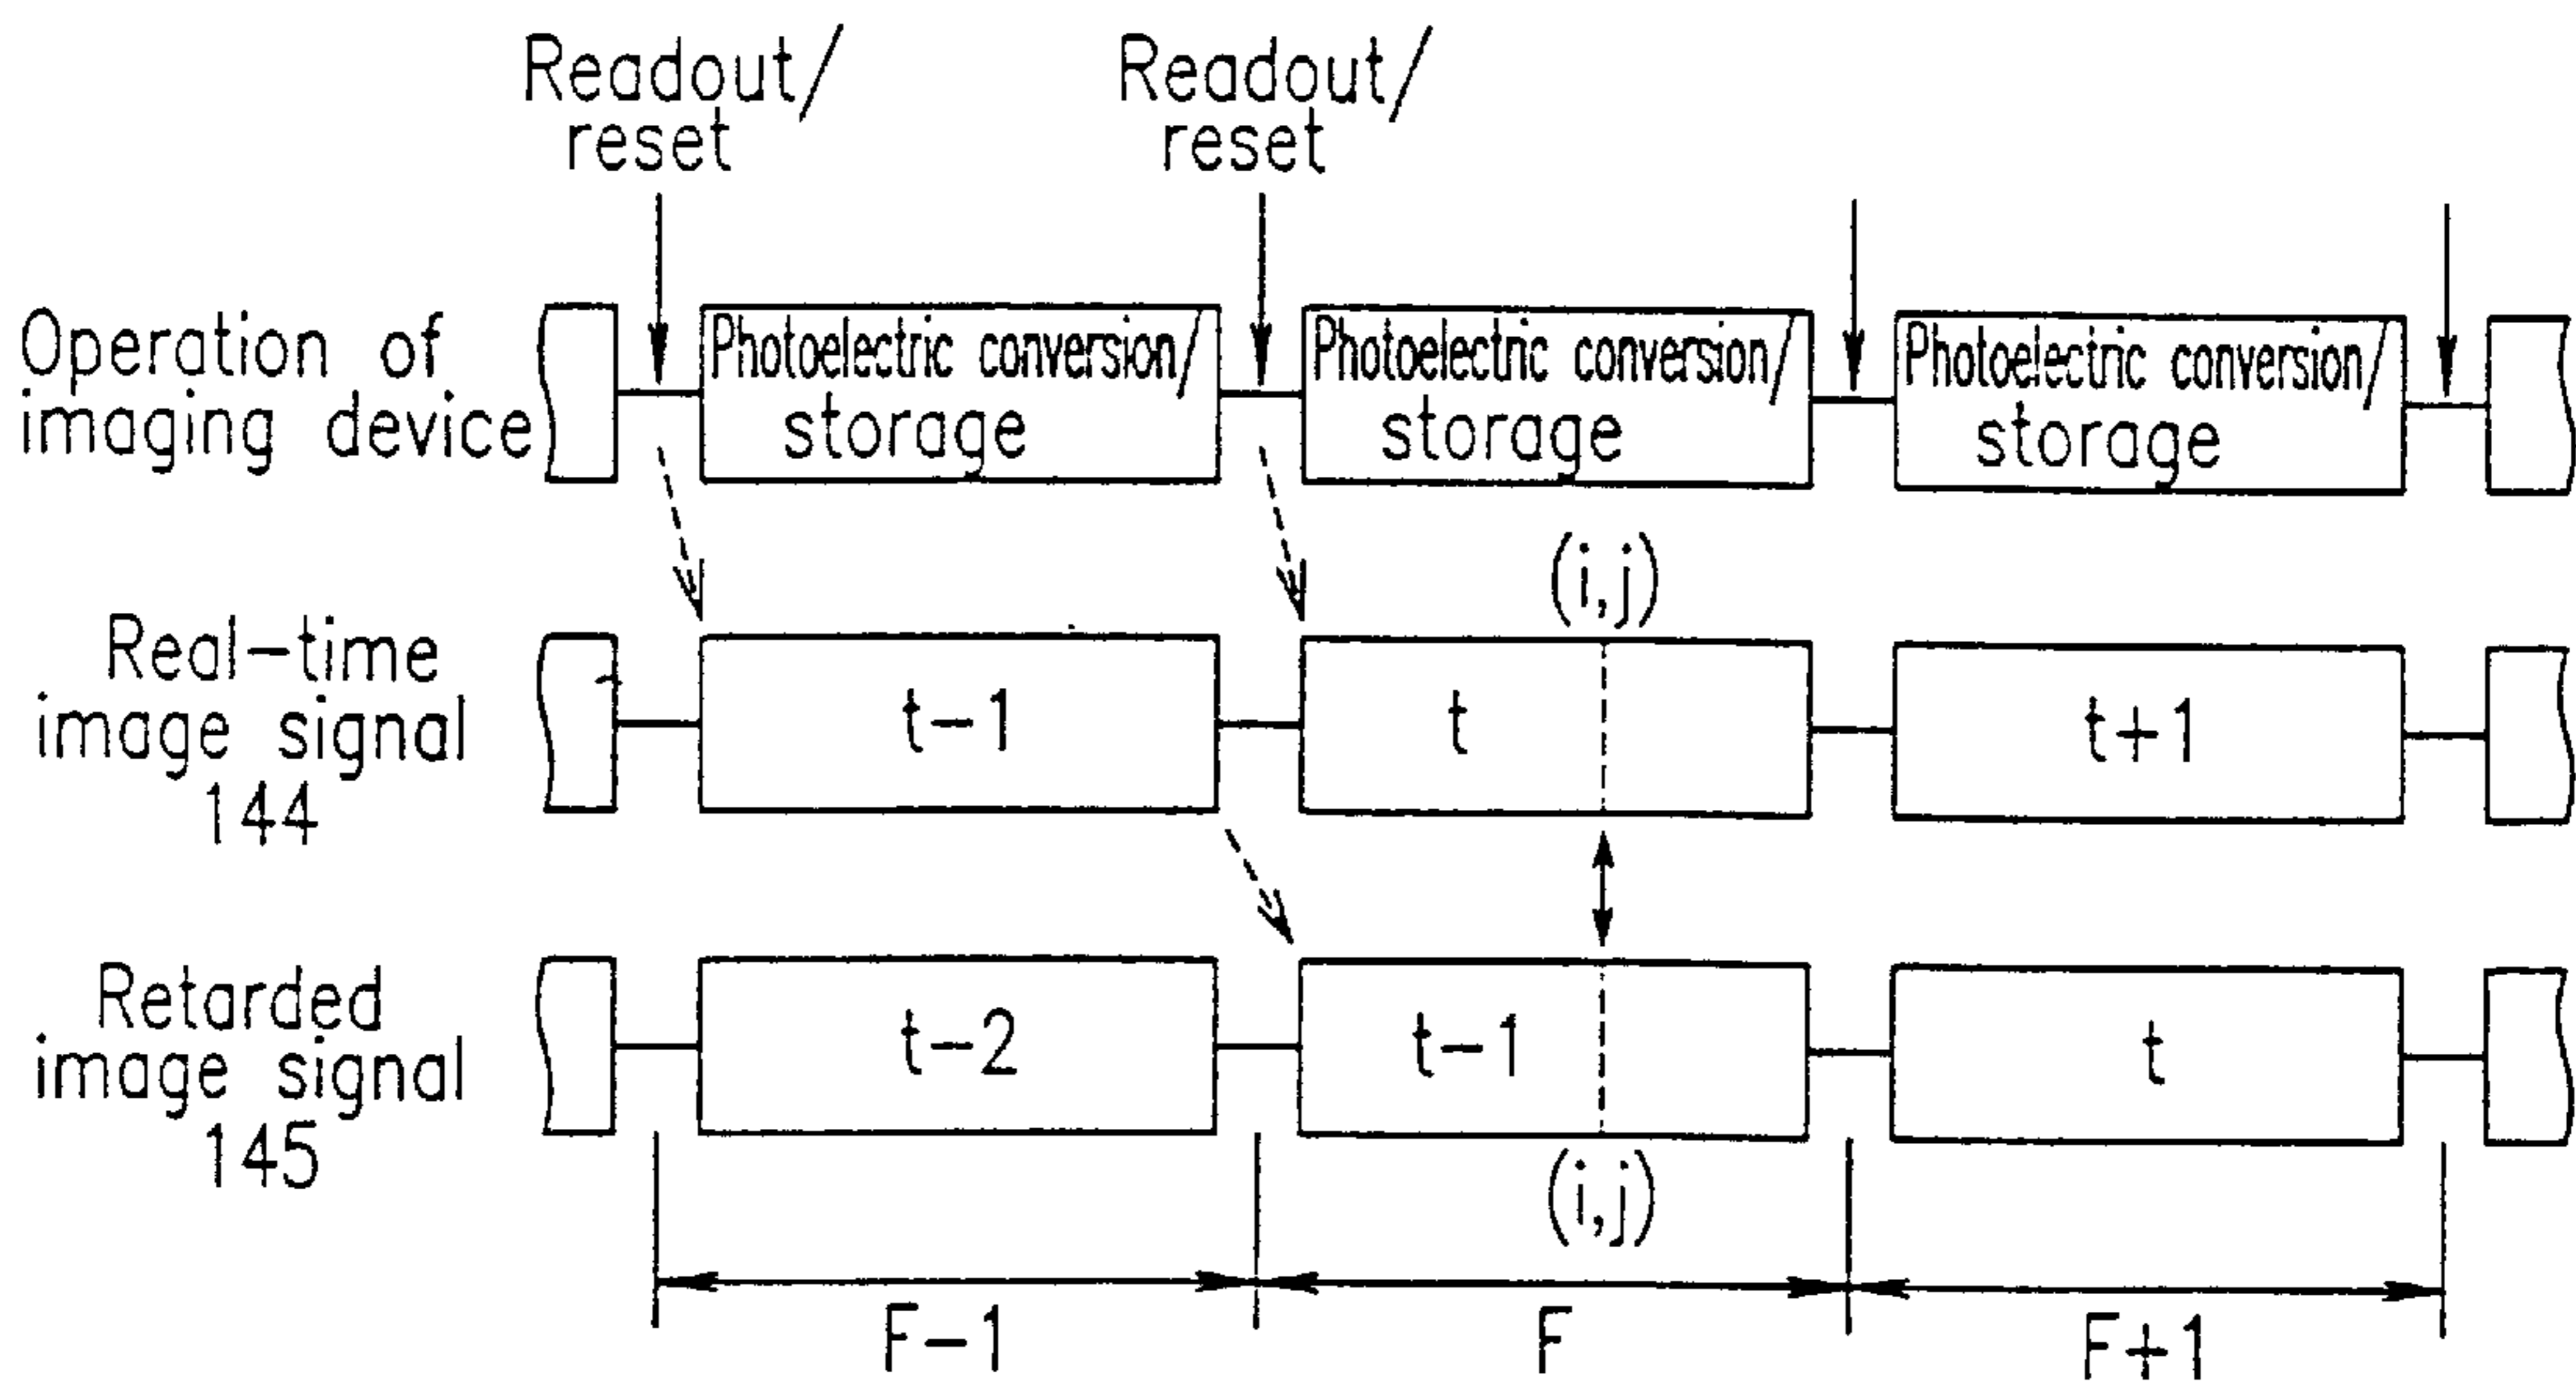 Readout/
reset
Readout/
reset
Operation of
imaging device
Photoelectric conversion/
storage
Photoelectric conversion/
storage
Photoelectric conversion/
storage
(i,j)
Real-time
image signal
144
t-1
t
t+1
Retarded
image signal
145
t-2
t-1
t
(i,j)
F-1
F
F+1